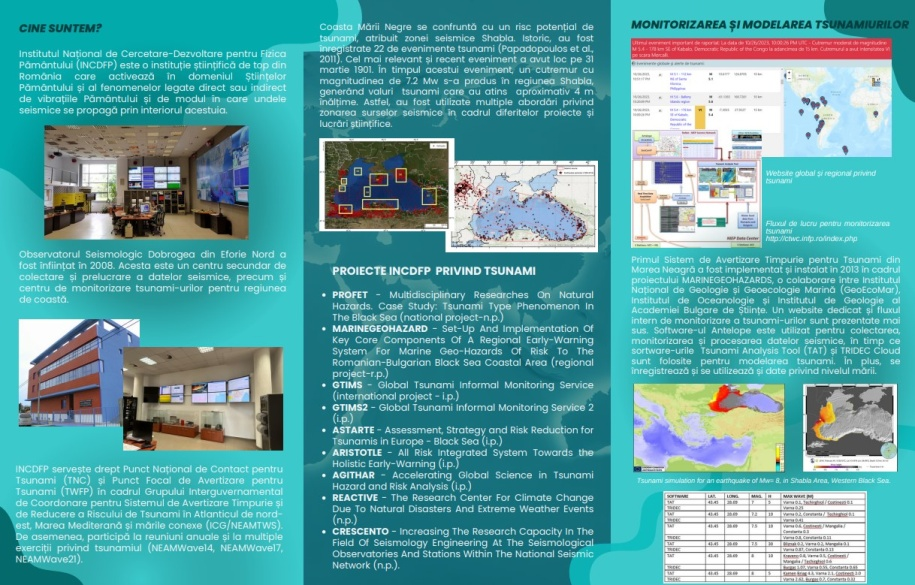 CINE SUNTEM?
Institutul Național de Cercetare-Dezvoltare pentru Fizica
Pământului (INCDFP) este o instituție științifică de top din
România care activează în domeniul Științelor
Pământului și al fenomenelor legate direct sau indirect
de vibrațiile Pământului și de modul în care undele
seismice se propagă prin interiorul acestuia.
Observatorul Seismologic Dobrogea din Eforie Nord a
fost înființat în 2008. Acesta este un centru secundar de
colectare și prelucrare a datelor seismice, precum și
centru de monitorizare tsunami-urilor pentru regiunea
de coastă.
INCDFP servește drept Punct Național de Contact pentru
Tsunami (TNC) și Punct Focal de Avertizare pentru
Tsunami (TWFP) în cadrul Grupului Interguvernamental
de Coordonare pentru Sistemul de Avertizare Timpurie și
de Reducere a Riscului de Tsunami în Atlanticul de nord-
est, Marea Mediterană și mările conexe (ICG/NEAMTWS).
De asemenea, participă la reuniuni anuale și la multiple
exerciții privind tsunamiul (NEAMWave14, NEAMWave17,
NEAMWave21).
Coasta Mării Negre se confruntă cu un risc potențial de
tsunami, atribuit zonei seismice Shabla. Istoric, au fost
înregistrate 22 de evenimente tsunami (Papadopoulos et al.,
2011). Cel mai relevant și recent eveniment a avut loc pe 31
martie 1901. În timpul acestui eveniment, un cutremur cu
magnitudinea de 7.2 Mw s-a produs în regiunea Shabla,
generând valuri tsunami care au atins aproximativ 4 m
înălțime. Astfel, au fost utilizate multiple abordări privind
zonarea surselor seismice în cadrul diferitelor proiecte și
lucrări științifice.
PROIECTE INCDFP PRIVIND TSUNAMI
• PROFET - Multidisciplinary Researches On Natural
Hazards. Case Study: Tsunami Type Phenomenon In
The Black Sea (national project-n.p.)
• MARINEGEOHAZARD - Set-Up And Implementation Of
Key Core Components Of A Regional Early-Warning
System For Marine Geo-Hazards Of Risk To The
Romanian-Bulgarian Black Sea Coastal Area (regional
project-r.p.)
• GTIMS - Global Tsunami Informal Monitoring Service
(international project - i.p.)
• GTIMS2 - Global Tsunami Informal Monitoring Service 2
(i.p.)
• ASTARTE - Assessment, Strategy and Risk Reduction for
Tsunamis in Europe - Black Sea (i.p.)
• ARISTOTLE - All Risk Integrated System Towards the
Holistic Early-Warning (i.p.)
• AGITHAR - Accelerating Global Science in Tsunami
Hazard and Risk Analysis (i.p.)
• REACTIVE - The Research Center For Climate Change
Due To Natural Disasters And Extreme Weather Events
(n.p.)
• CRESCENTO - Increasing The Research Capacity In The
Field Of Seismology Engineering At The Seismological
Observatories And Stations Within The National Seismic
Network (n.p.).
MONITORIZAREA ȘI MODELAREA TSUNAMIURILOR
Website global și regional privind
tsunami
Fluxul de lucru pentru monitorizarea
tsunami
http://ctwc.infp.ro/index.php
Primul Sistem de Avertizare Timpurie pentru Tsunami din
Marea Neagră a fost implementat și instalat în 2013 în cadrul
proiectului MARINEGEOHAZARDS, o colaborare între Institutul
Național de Geologie și Geoecologie Marină (GeoEcoMar),
Institutul de Oceanologie și Institutul de Geologie al
Academiei Bulgare de Științe. Un website dedicat și fluxul
intern de monitorizare a tsunami-urilor sunt prezentate mai
sus. Software-ul Antelope este utilizat pentru colectarea,
monitorizarea și procesarea datelor seismice, în timp ce
sortware-urile Tsunami Analysis Tool (TAT) și TRIDEC Cloud
sunt folosite pentru modelarea tsunami. În plus, se
înregistrează și se utilizează și date privind nivelul mării.
Tsunami simulation for an earthquake of Mw= 8, in Shabla Area, Western Black Sea.
SOFTWARE LAT. LONG. MAG. H MAX WAVE (M)